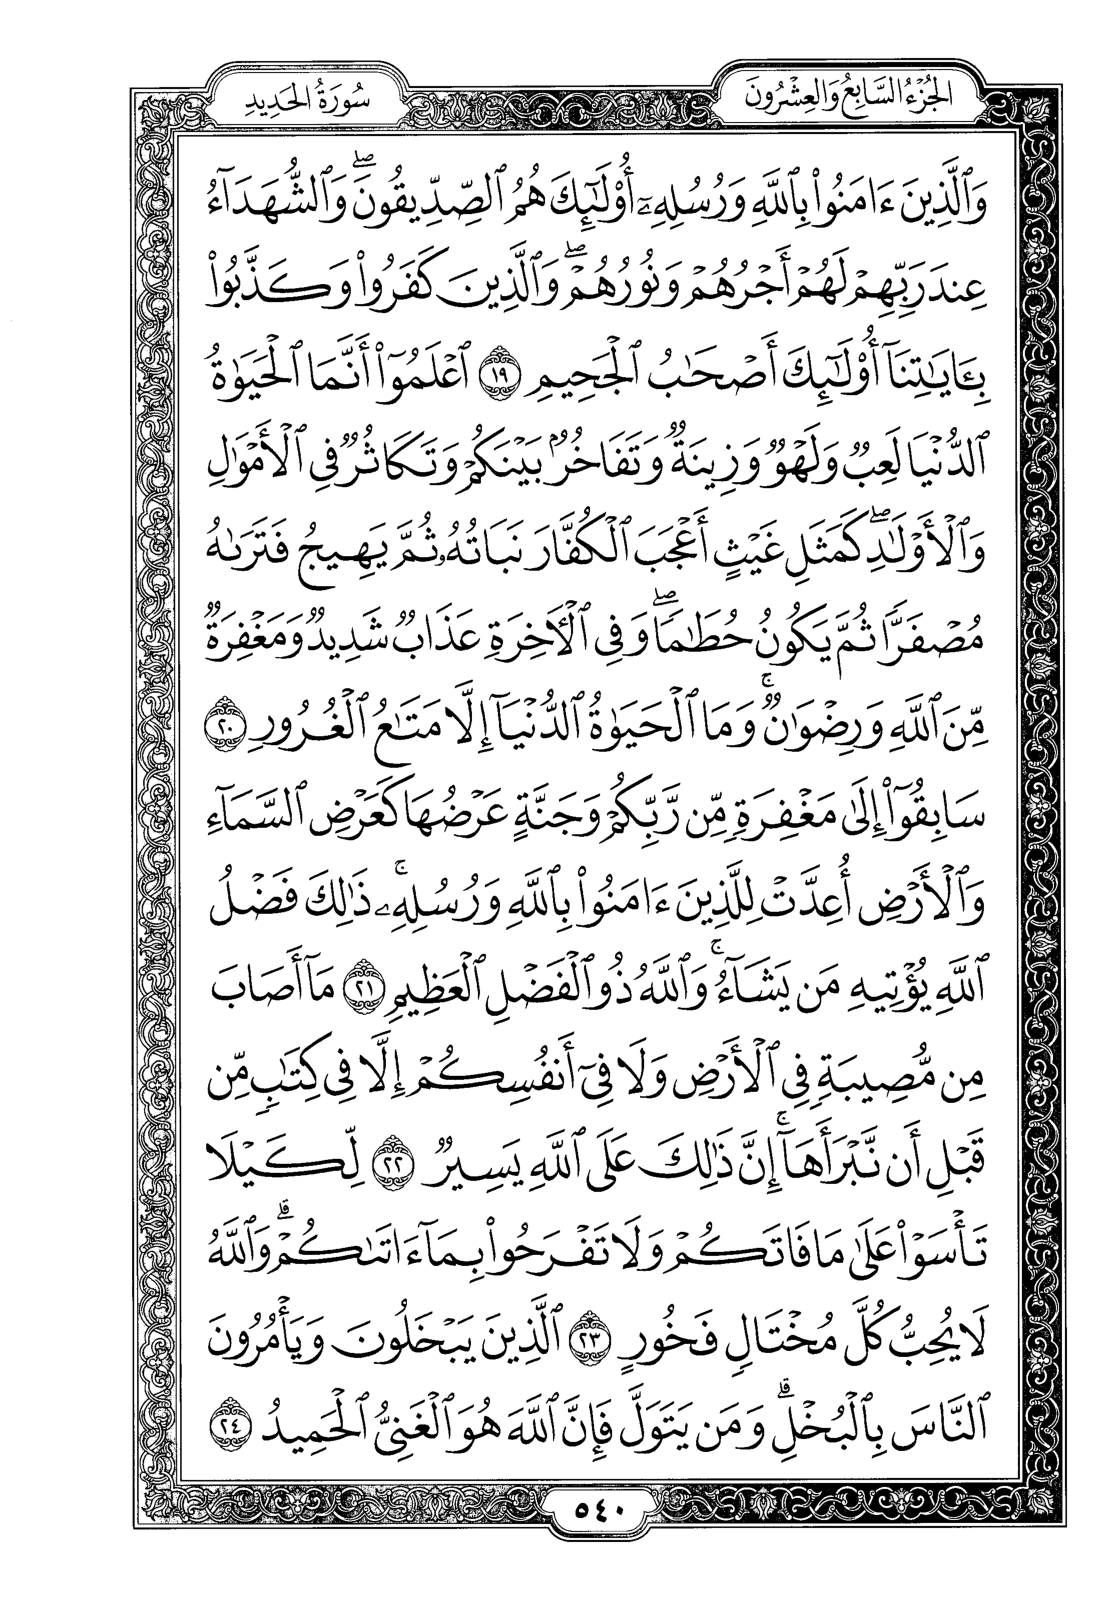 الجُزْءُ السَّابِعُ وَالعِشْرُونَ
سُورَةُ الحَدِيدِ
وَٱلَّذِينَ ءَامَنُوا۟ بِٱللَّهِ وَرُسُلِهِۦٓ أُو۟لَـٰٓئِكَ هُمُ ٱلصِّدِّيقُونَ ۖ وَٱلشُّهَدَآءُ
عِندَ رَبِّهِمْ لَهُمْ أَجْرُهُمْ وَنُورُهُمْ ۖ وَٱلَّذِينَ كَفَرُوا۟ وَكَذَّبُوا۟
بِـَٔايَـٰتِنَآ أُو۟لَـٰٓئِكَ أَصْحَـٰبُ ٱلْجَحِيمِ ١٩ ٱعْلَمُوٓا۟ أَنَّمَا ٱلْحَيَوٰةُ
ٱلدُّنْيَا لَعِبٌ وَلَهْوٌ وَزِينَةٌ وَتَفَاخُرٌۢ بَيْنَكُمْ وَتَكَاثُرٌ فِى ٱلْأَمْوَٰلِ
وَٱلْأَوْلَـٰدِ ۖ كَمَثَلِ غَيْثٍ أَعْجَبَ ٱلْكُفَّارَ نَبَاتُهُۥ ثُمَّ يَهِيجُ فَتَرَىٰهُ
مُصْفَرًّا ثُمَّ يَكُونُ حُطَـٰمًا ۖ وَفِى ٱلْـَٔاخِرَةِ عَذَابٌ شَدِيدٌ وَمَغْفِرَةٌ
مِّنَ ٱللَّهِ وَرِضْوَٰنٌ ۚ وَمَا ٱلْحَيَوٰةُ ٱلدُّنْيَآ إِلَّا مَتَـٰعُ ٱلْغُرُورِ ٢٠
سَابِقُوٓا۟ إِلَىٰ مَغْفِرَةٍ مِّن رَّبِّكُمْ وَجَنَّةٍ عَرْضُهَا كَعَرْضِ ٱلسَّمَآءِ
وَٱلْأَرْضِ أُعِدَّتْ لِلَّذِينَ ءَامَنُوا۟ بِٱللَّهِ وَرُسُلِهِۦ ۚ ذَٰلِكَ فَضْلُ
ٱللَّهِ يُؤْتِيهِ مَن يَشَآءُ ۚ وَٱللَّهُ ذُو ٱلْفَضْلِ ٱلْعَظِيمِ ٢١ مَآ أَصَابَ
مِن مُّصِيبَةٍ فِى ٱلْأَرْضِ وَلَا فِىٓ أَنفُسِكُمْ إِلَّا فِى كِتَـٰبٍ مِّن
قَبْلِ أَن نَّبْرَأَهَآ ۚ إِنَّ ذَٰلِكَ عَلَى ٱللَّهِ يَسِيرٌ ٢٢ لِّكَيْلَا
تَأْسَوْا۟ عَلَىٰ مَا فَاتَكُمْ وَلَا تَفْرَحُوا۟ بِمَآ ءَاتَىٰكُمْ ۗ وَٱللَّهُ
لَا يُحِبُّ كُلَّ مُخْتَالٍ فَخُورٍ ٢٣ ٱلَّذِينَ يَبْخَلُونَ وَيَأْمُرُونَ
ٱلنَّاسَ بِٱلْبُخْلِ ۗ وَمَن يَتَوَلَّ فَإِنَّ ٱللَّهَ هُوَ ٱلْغَنِىُّ ٱلْحَمِيدُ ٢٤
٥٤٠